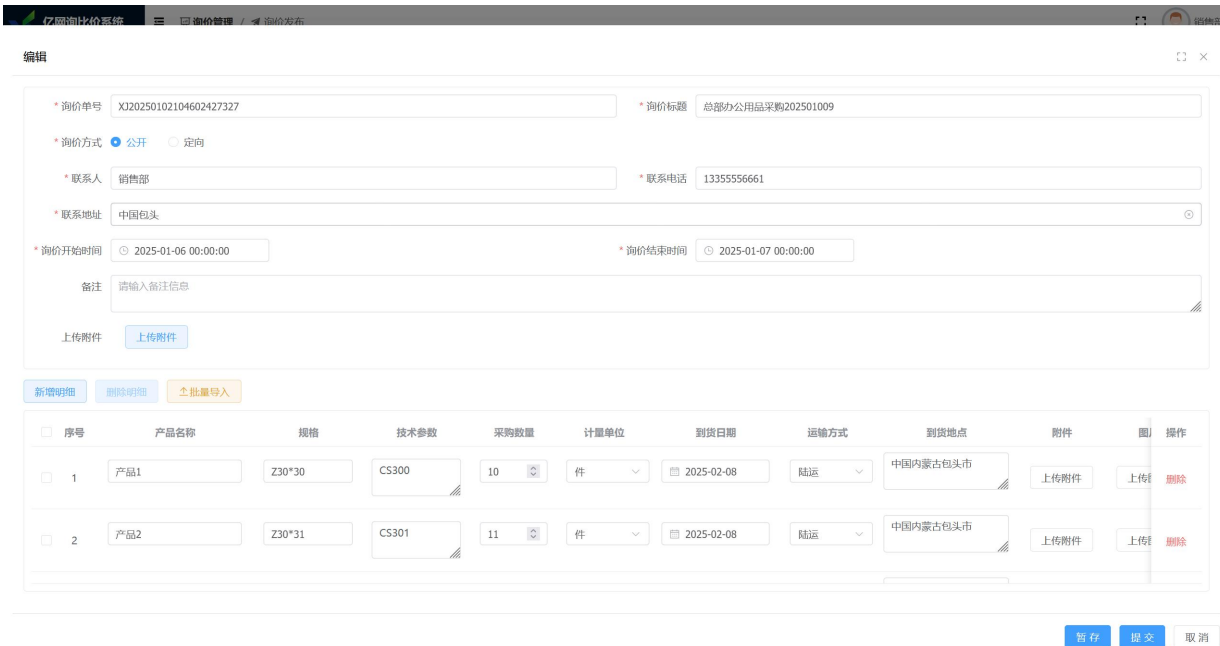 亿网询比价系统 询价管理 / 询价发布 销售部
编辑
* 询价单号 XJ20250102104602427327 * 询价标题 总部办公用品采购202501009
* 询价方式 公开 定向
* 联系人 销售部 * 联系电话 13355556661
* 联系地址 中国包头
* 询价开始时间 2025-01-06 00:00:00 * 询价结束时间 2025-01-07 00:00:00
备注 请输入备注信息
上传附件 上传附件
新增明细 删除明细 批量导入
序号 产品名称 规格 技术参数 采购数量 计量单位 到货日期 运输方式 到货地点 附件 图 操作
1 产品1 Z30*30 CS300 10 件 2025-02-08 陆运 中国内蒙古包头市 上传附件 上传 删除
2 产品2 Z30*31 CS301 11 件 2025-02-08 陆运 中国内蒙古包头市 上传附件 上传 删除
暂存 提交 取消